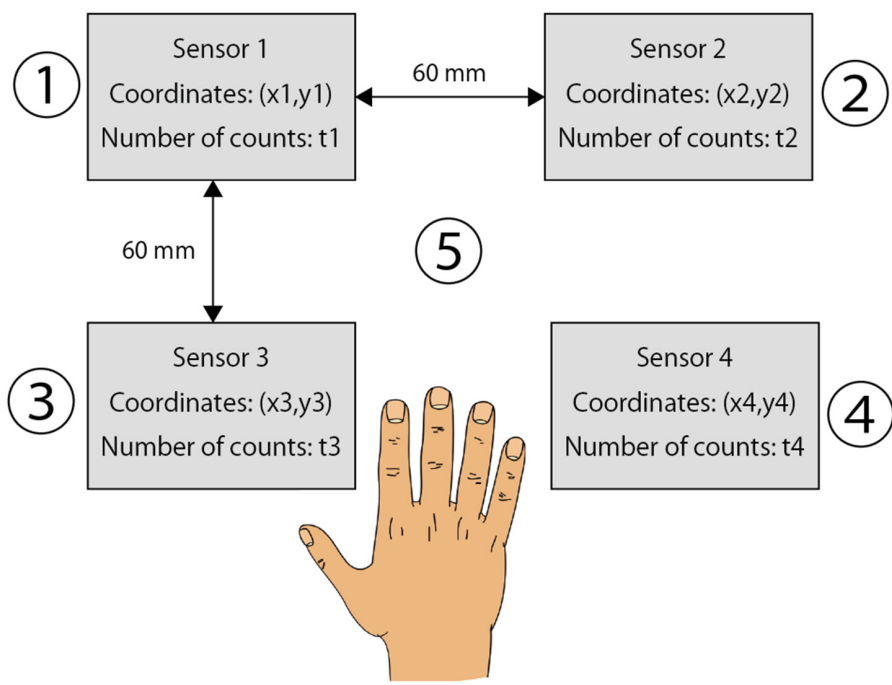 1
Sensor 1
Coordinates: (x1,y1)
Number of counts: t1
60 mm
Sensor 2
Coordinates: (x2,y2)
Number of counts: t2
2
60 mm
5
3
Sensor 3
Coordinates: (x3,y3)
Number of counts: t3
Sensor 4
Coordinates: (x4,y4)
Number of counts: t4
4